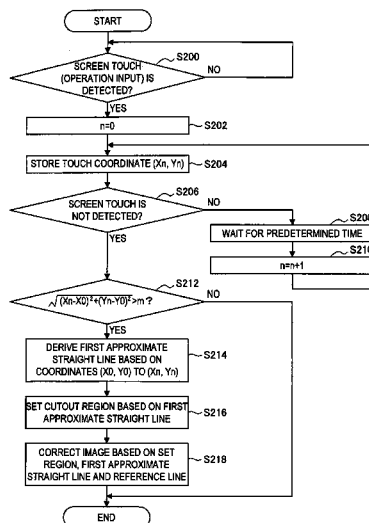 START
S200
SCREEN TOUCH
(OPERATION INPUT) IS
DETECTED?
NO
YES
n=0
S202
STORE TOUCH COORDINATE (Xn, Yn)
S204
S206
SCREEN TOUCH IS
NOT DETECTED?
NO
YES
S208
WAIT FOR PREDETERMINED TIME
S210
n=n+1
S212
√(Xn-X0)²+(Yn-Y0)²>m ?
NO
YES
DERIVE FIRST APPROXIMATE
STRAIGHT LINE BASED ON
COORDINATES (X0, Y0) TO (Xn, Yn)
S214
SET CUTOUT REGION BASED ON FIRST
APPROXIMATE STRAIGHT LINE
S216
CORRECT IMAGE BASED ON SET
REGION, FIRST APPROXIMATE
STRAIGHT LINE AND REFERENCE LINE
S218
END